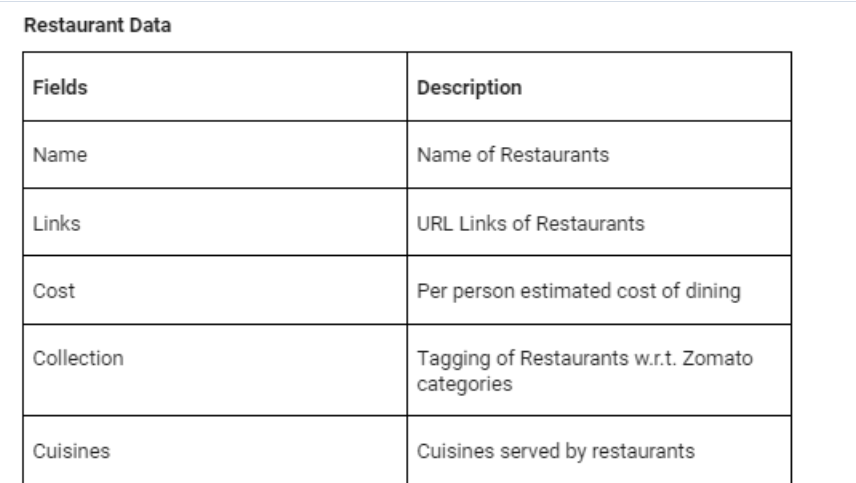 Restaurant Data
Fields Description
Name Name of Restaurants
Links URL Links of Restaurants
Cost Per person estimated cost of dining
Collection Tagging of Restaurants w.r.t. Zomato
categories
Cuisines Cuisines served by restaurants